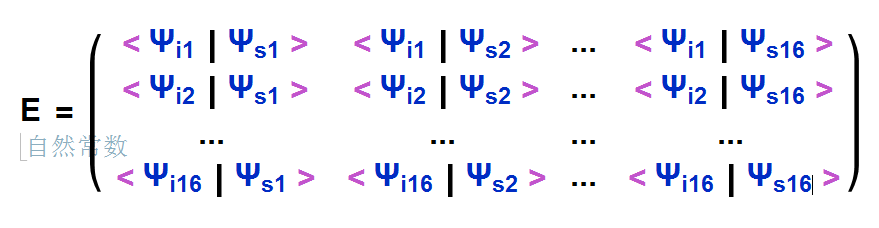 < Ψi1 | Ψs1 > < Ψi1 | Ψs2 > ... < Ψi1 | Ψs16 >
< Ψi2 | Ψs1 > < Ψi2 | Ψs2 > ... < Ψi2 | Ψs16 >
E =
自然常数
... ... ... ...
< Ψi16 | Ψs1 > < Ψi16 | Ψs2 > ... < Ψi16 | Ψs16 >